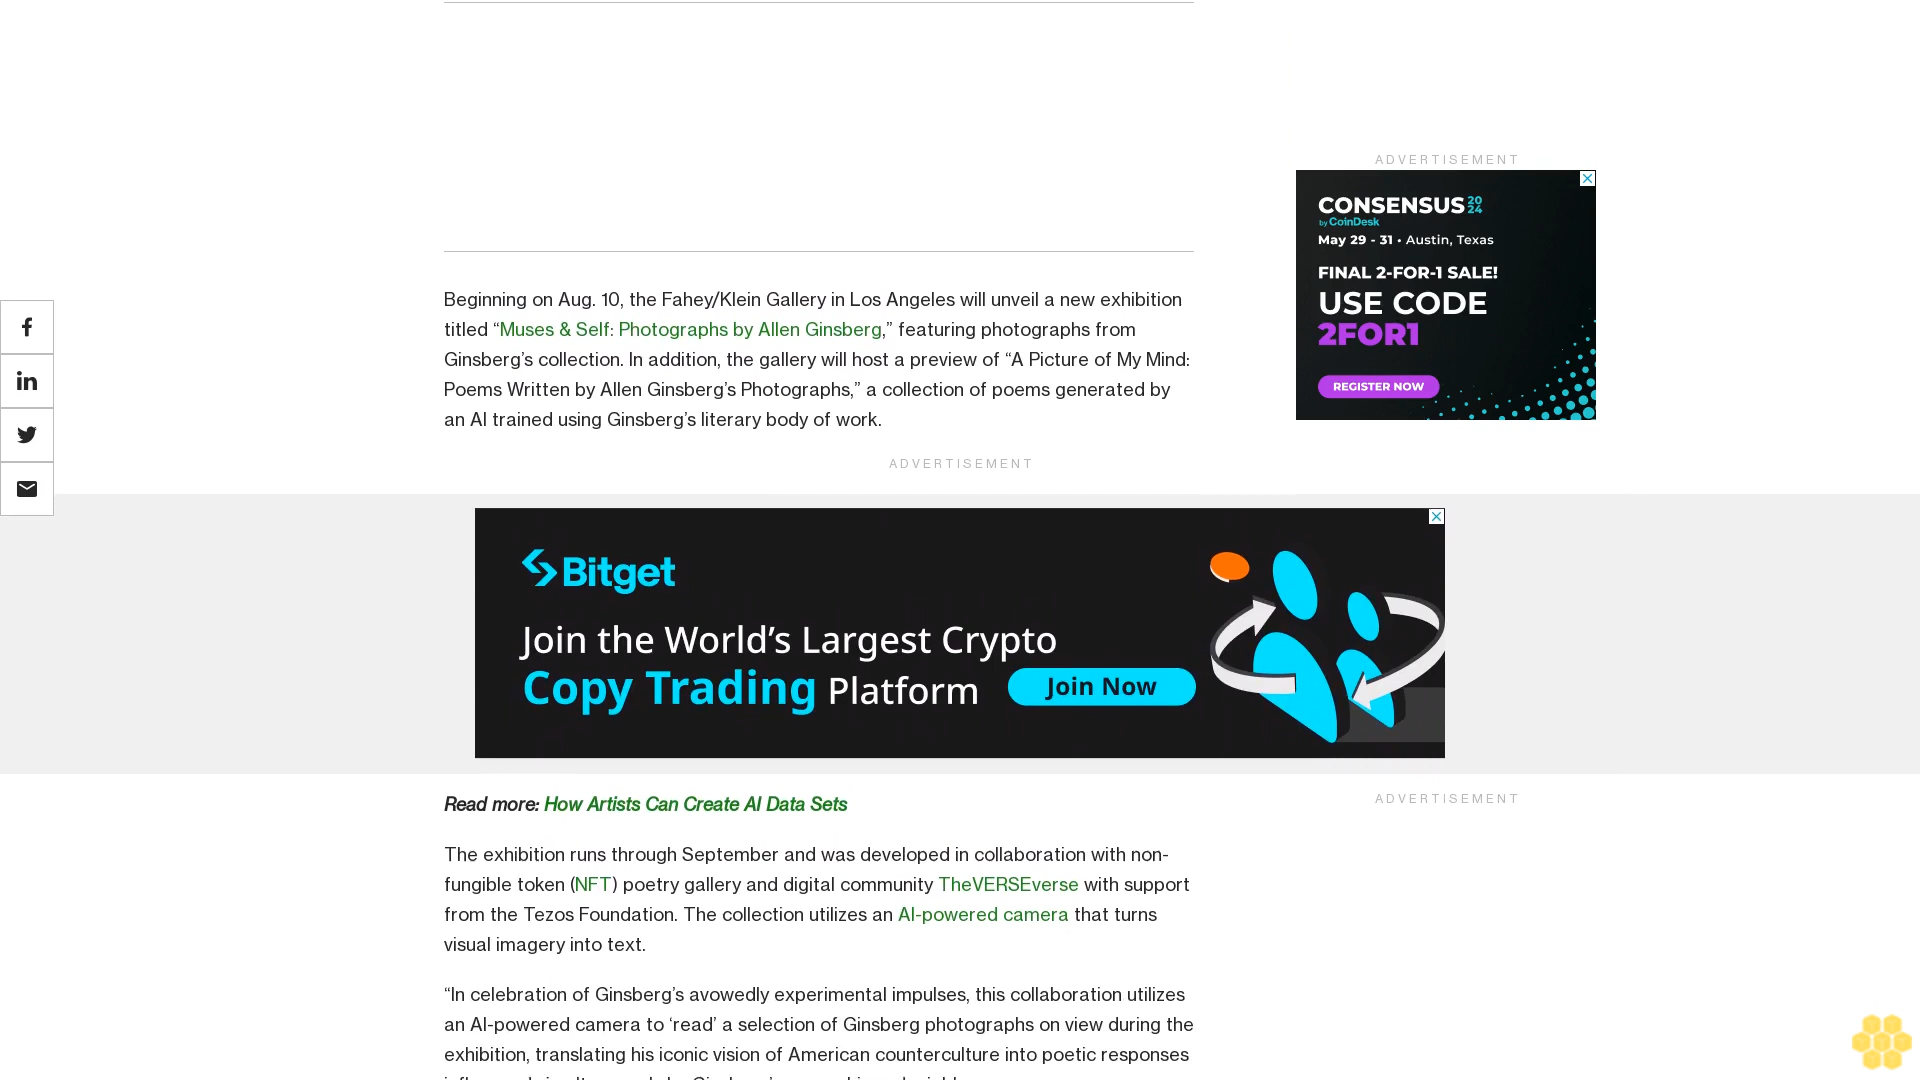 ADVERTISEMENT
CONSENSUS 20
24
by CoinDesk
May 29 - 31 • Austin, Texas
FINAL 2-FOR-1 SALE!
USE CODE
2FOR1
REGISTER NOW
Beginning on Aug. 10, the Fahey/Klein Gallery in Los Angeles will unveil a new exhibition
titled “Muses & Self: Photographs by Allen Ginsberg,” featuring photographs from
Ginsberg’s collection. In addition, the gallery will host a preview of “A Picture of My Mind:
Poems Written by Allen Ginsberg’s Photographs,” a collection of poems generated by
an AI trained using Ginsberg’s literary body of work.
ADVERTISEMENT
Bitget
Join the World’s Largest Crypto
Copy Trading Platform Join Now
Read more: How Artists Can Create AI Data Sets
ADVERTISEMENT
The exhibition runs through September and was developed in collaboration with non-
fungible token (NFT) poetry gallery and digital community TheVERSEverse with support
from the Tezos Foundation. The collection utilizes an AI-powered camera that turns
visual imagery into text.
“In celebration of Ginsberg’s avowedly experimental impulses, this collaboration utilizes
an AI-powered camera to ‘read’ a selection of Ginsberg photographs on view during the
exhibition, translating his iconic vision of American counterculture into poetic responses